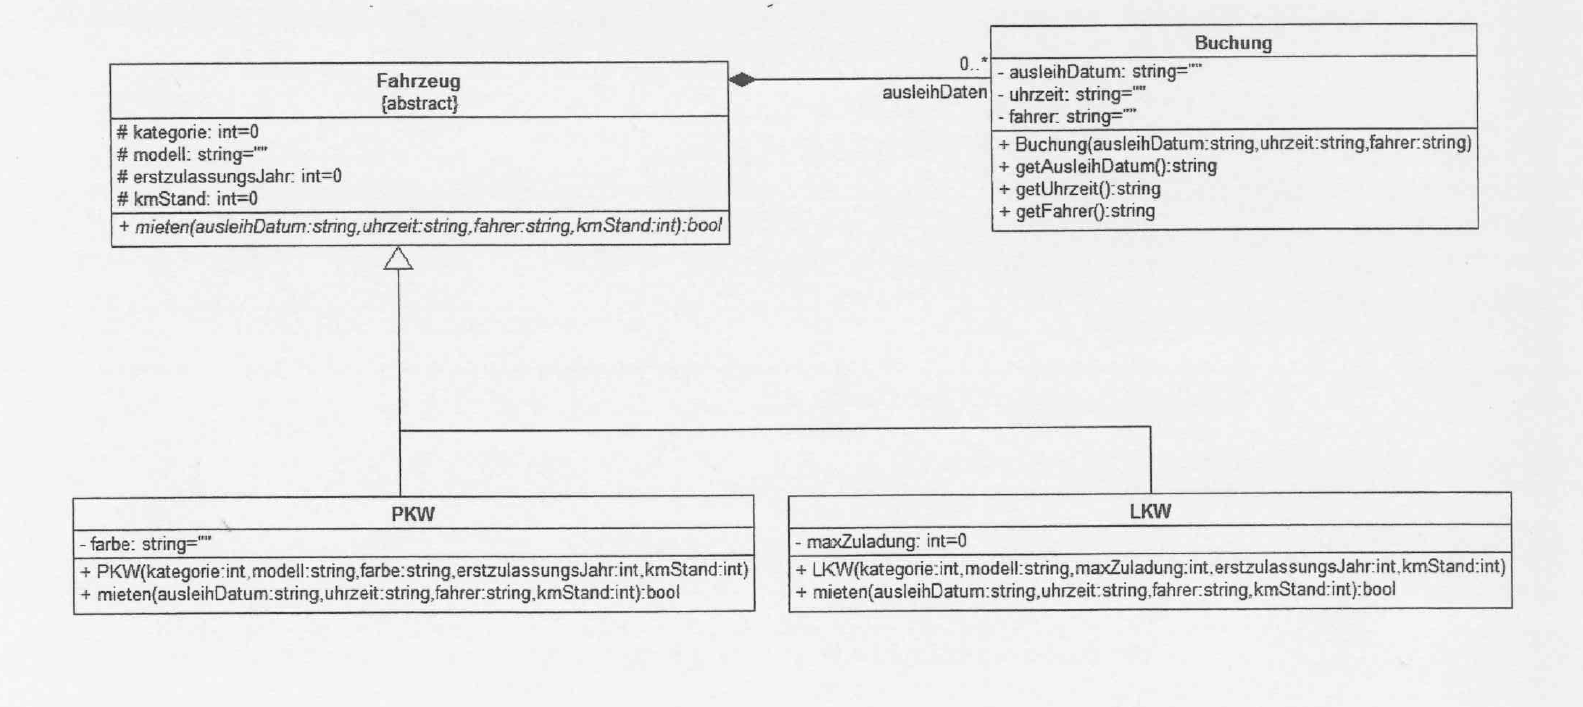 Fahrzeug
{abstract}
# kategorie: int=0
# modell: string=""
# erstzulassungsJahr: int=0
# kmStand: int=0
+ mieten(ausleihDatum:string,uhrzeit:string,fahrer:string,kmStand:int):bool
0..*
ausleihDaten
Buchung
- ausleihDatum: string=""
- uhrzeit: string=""
- fahrer: string=""
+ Buchung(ausleihDatum:string,uhrzeit:string,fahrer:string)
+ getAusleihDatum():string
+ getUhrzeit():string
+ getFahrer():string
PKW
- farbe: string=""
+ PKW(kategorie:int,modell:string,farbe:string,erstzulassungsJahr:int,kmStand:int)
+ mieten(ausleihDatum:string,uhrzeit:string,fahrer:string,kmStand:int):bool
LKW
- maxZuladung: int=0
+ LKW(kategorie:int,modell:string,maxZuladung:int,erstzulassungsJahr:int,kmStand:int)
+ mieten(ausleihDatum:string,uhrzeit:string,fahrer:string,kmStand:int):bool